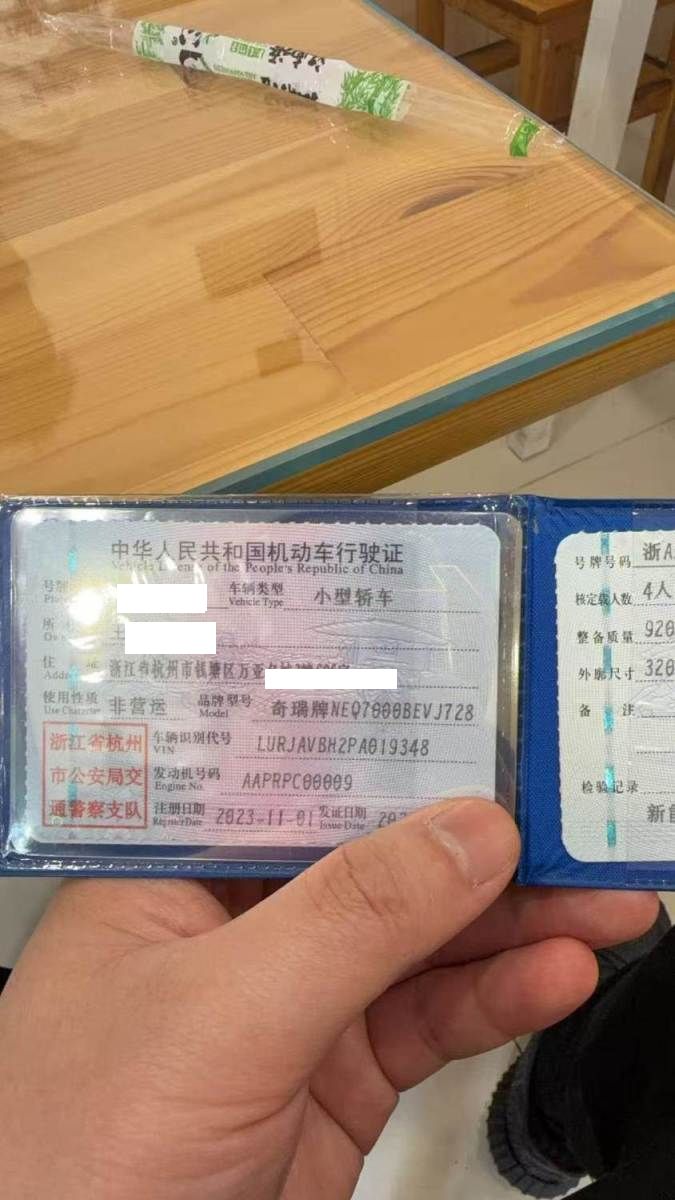 中华人民共和国机动车行驶证
Vehicle License of the People's Republic of China
车辆类型 小型轿车
Vehicle Type
住 址 浙江省杭州市钱塘区万亚
使用性质 非营运 品牌型号 奇瑞牌NEQ7000BEVJ728
Use Character Model
浙江省杭州
市公安局交
通警察支队
车辆识别代号 LURJAVBH2PA019348
VIN
发动机号码 AAPRPC00009
Engine No.
注册日期 2023-11-01 发证日期
Register Date Issue Date
号牌号码 浙A
核定载人数 4人
整备质量 920
外廓尺寸 320
备 注
检验记录